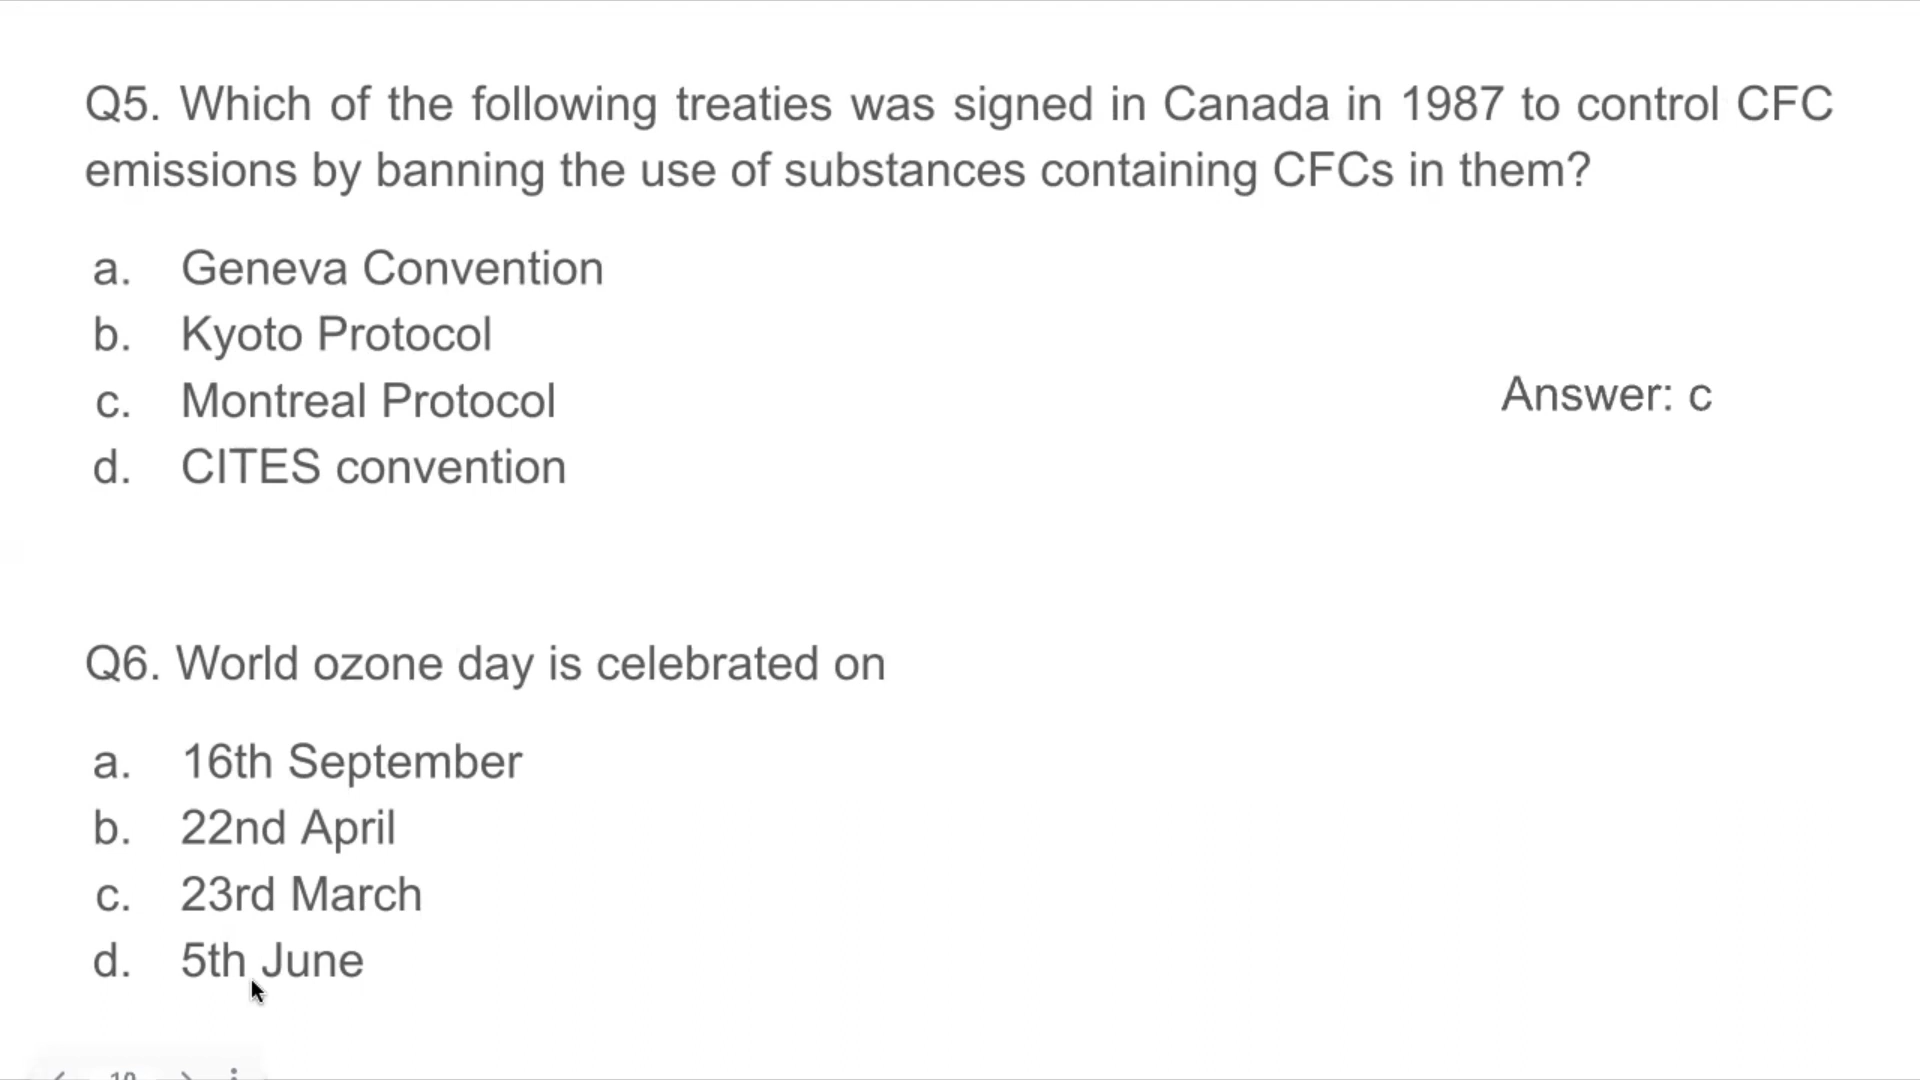 Q5. Which of the following treaties was signed in Canada in 1987 to control CFC
emissions by banning the use of substances containing CFCs in them?
a. Geneva Convention
b. Kyoto Protocol
c. Montreal Protocol
Answer: c
d. CITES convention
Q6. World ozone day is celebrated on
a. 16th September
b. 22nd April
c. 23rd March
d. 5th June